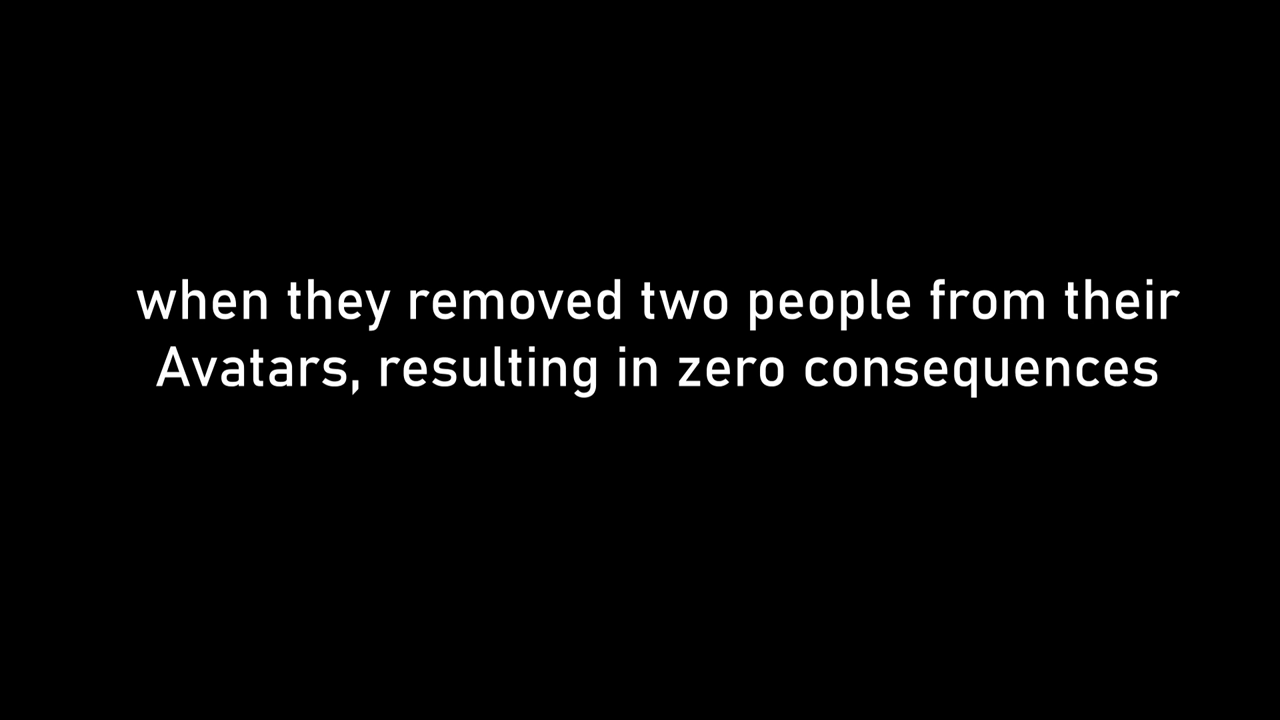 when they removed two people from their
Avatars, resulting in zero consequences